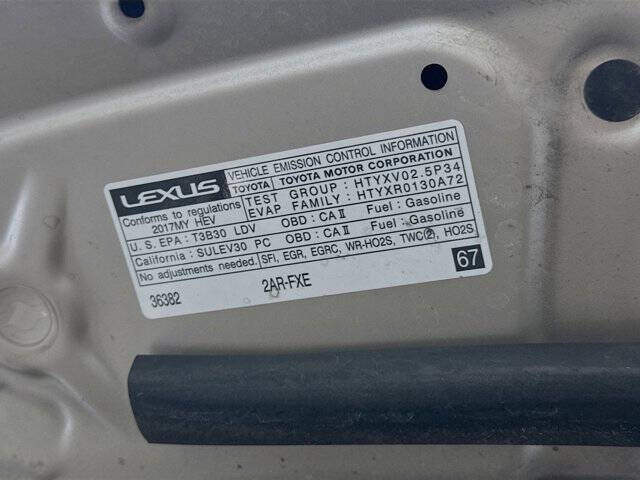 LEXUS VEHICLE EMISSION CONTROL INFORMATION
TOYOTA TOYOTA MOTOR CORPORATION
Conforms to regulations TEST GROUP : HTYXV02.5P34
2017MY HEV EVAP FAMILY : HTYXR0130A72
U.S. EPA : T3B30 LDV OBD : CA II Fuel : Gasoline
California : SULEV30 PC OBD : CA II Fuel : Gasoline
No adjustments needed. SFI, EGR, EGRC, WR-HO2S, TWC(2), HO2S
36382 2AR-FXE 67